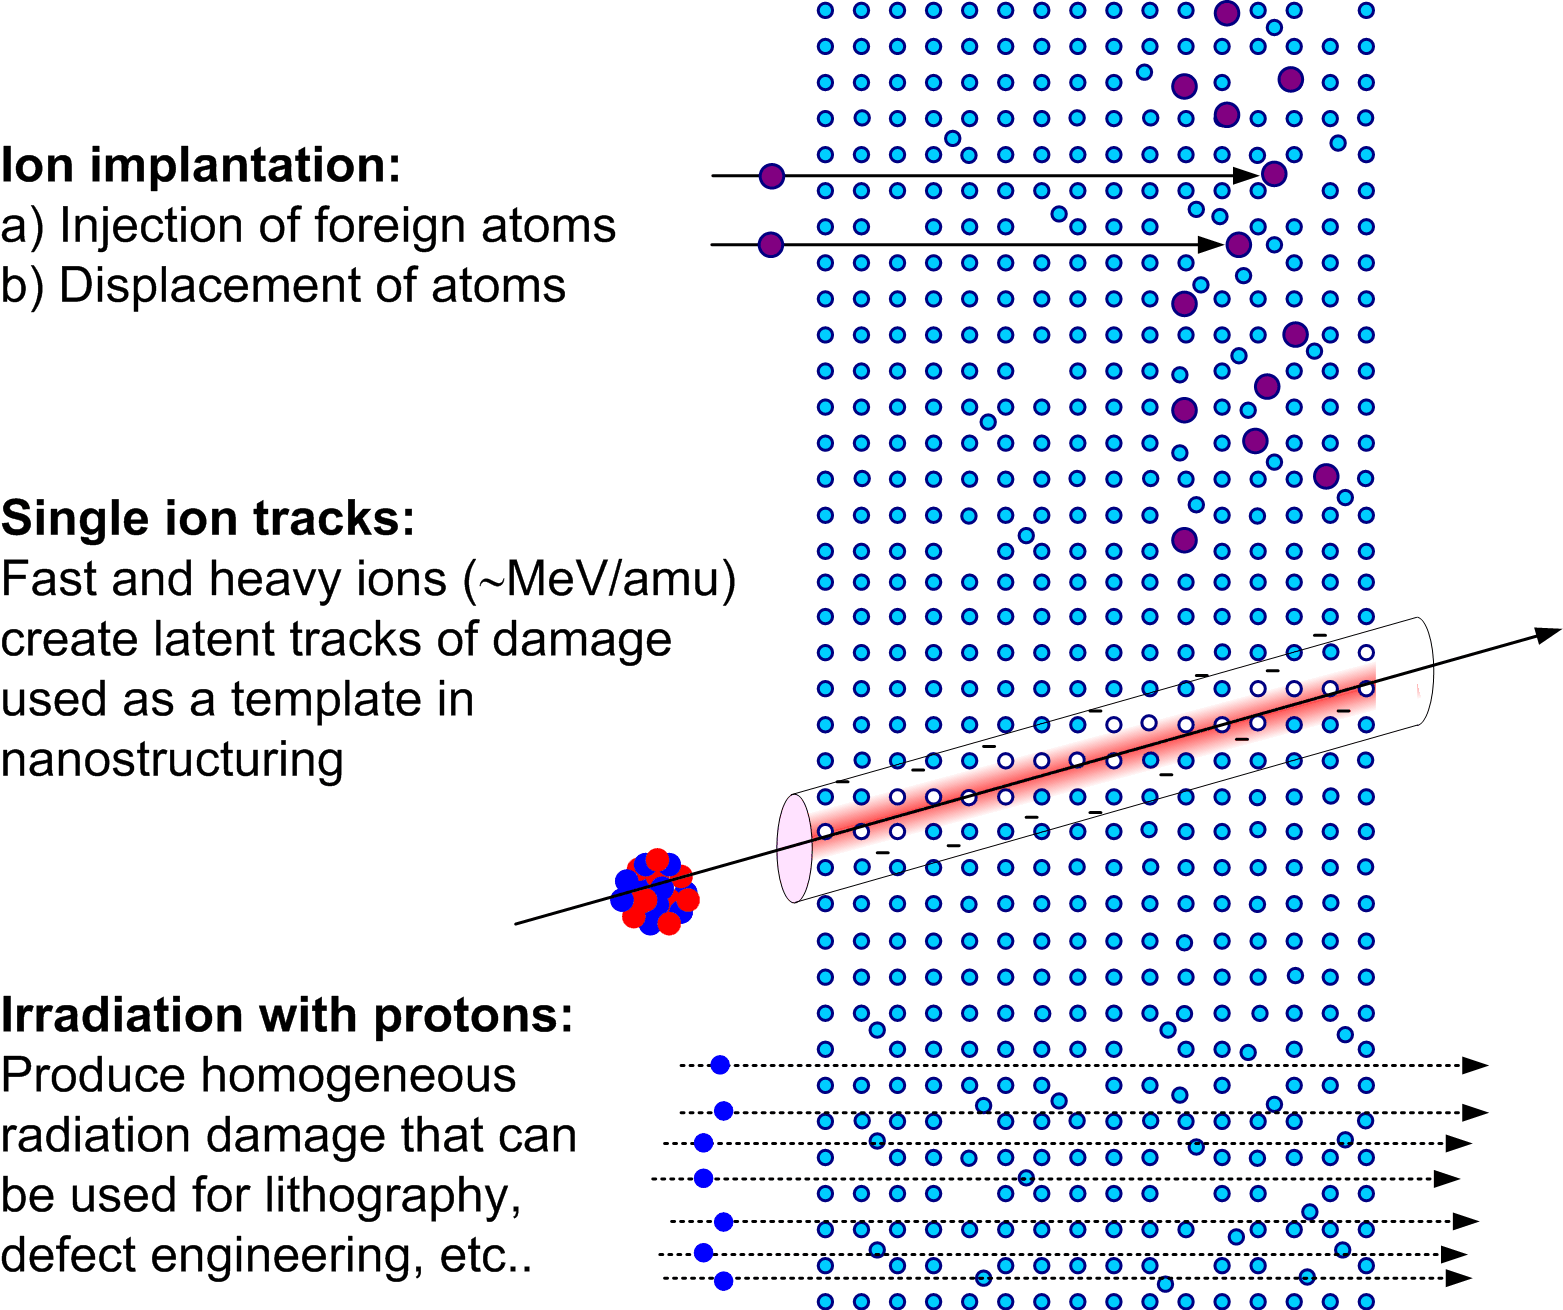 Ion implantation:
a) Injection of foreign atoms
b) Displacement of atoms
Single ion tracks:
Fast and heavy ions (~MeV/amu)
create latent tracks of damage
used as a template in
nanostructuring
Irradiation with protons:
Produce homogeneous
radiation damage that can
be used for lithography,
defect engineering, etc..